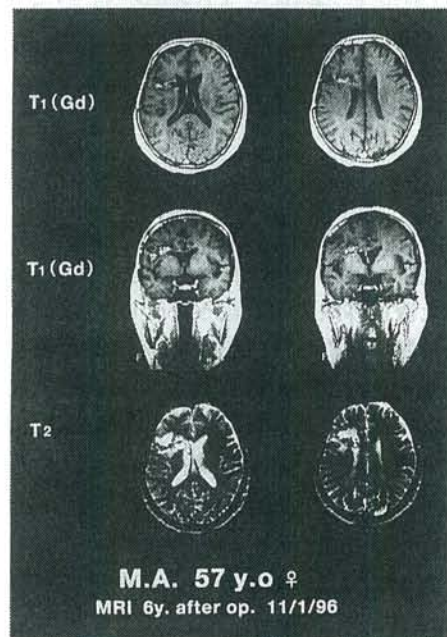 T1 (Gd)
T1 (Gd)
T2
M.A. 57 y.o ♀
MRI 6y. after op. 11/1/96